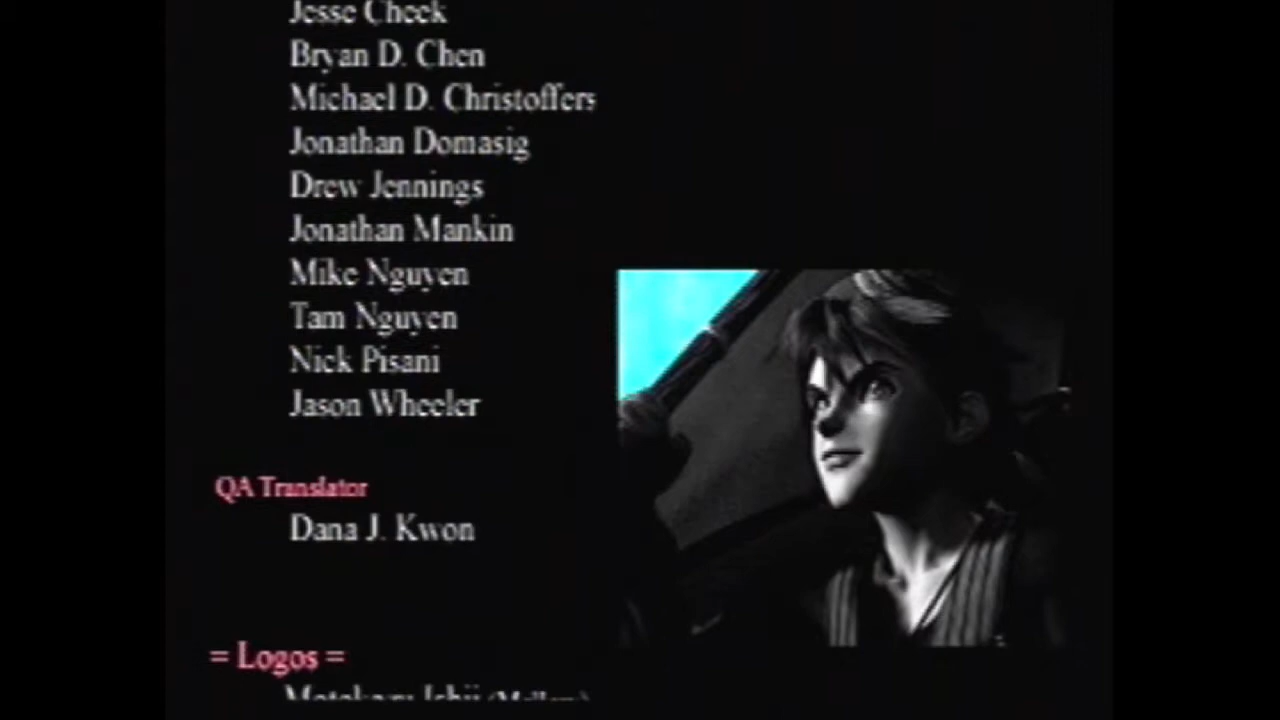 Jesse Cheek
Bryan D. Chen
Michael D. Christoffers
Jonathan Domasig
Drew Jennings
Jonathan Mankin
Mike Nguyen
Tam Nguyen
Nick Pisani
Jason Wheeler
QA Translator
Dana J. Kwon
= Logos =